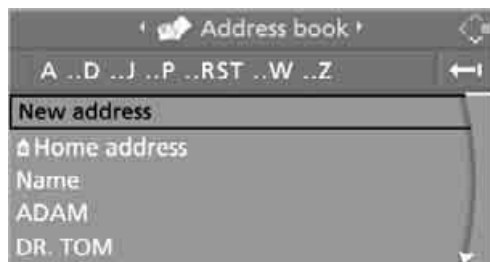 Address book
A ..D ..J ..P ..RST ..W ..Z
New address
Home address
Name
ADAM
DR. TOM